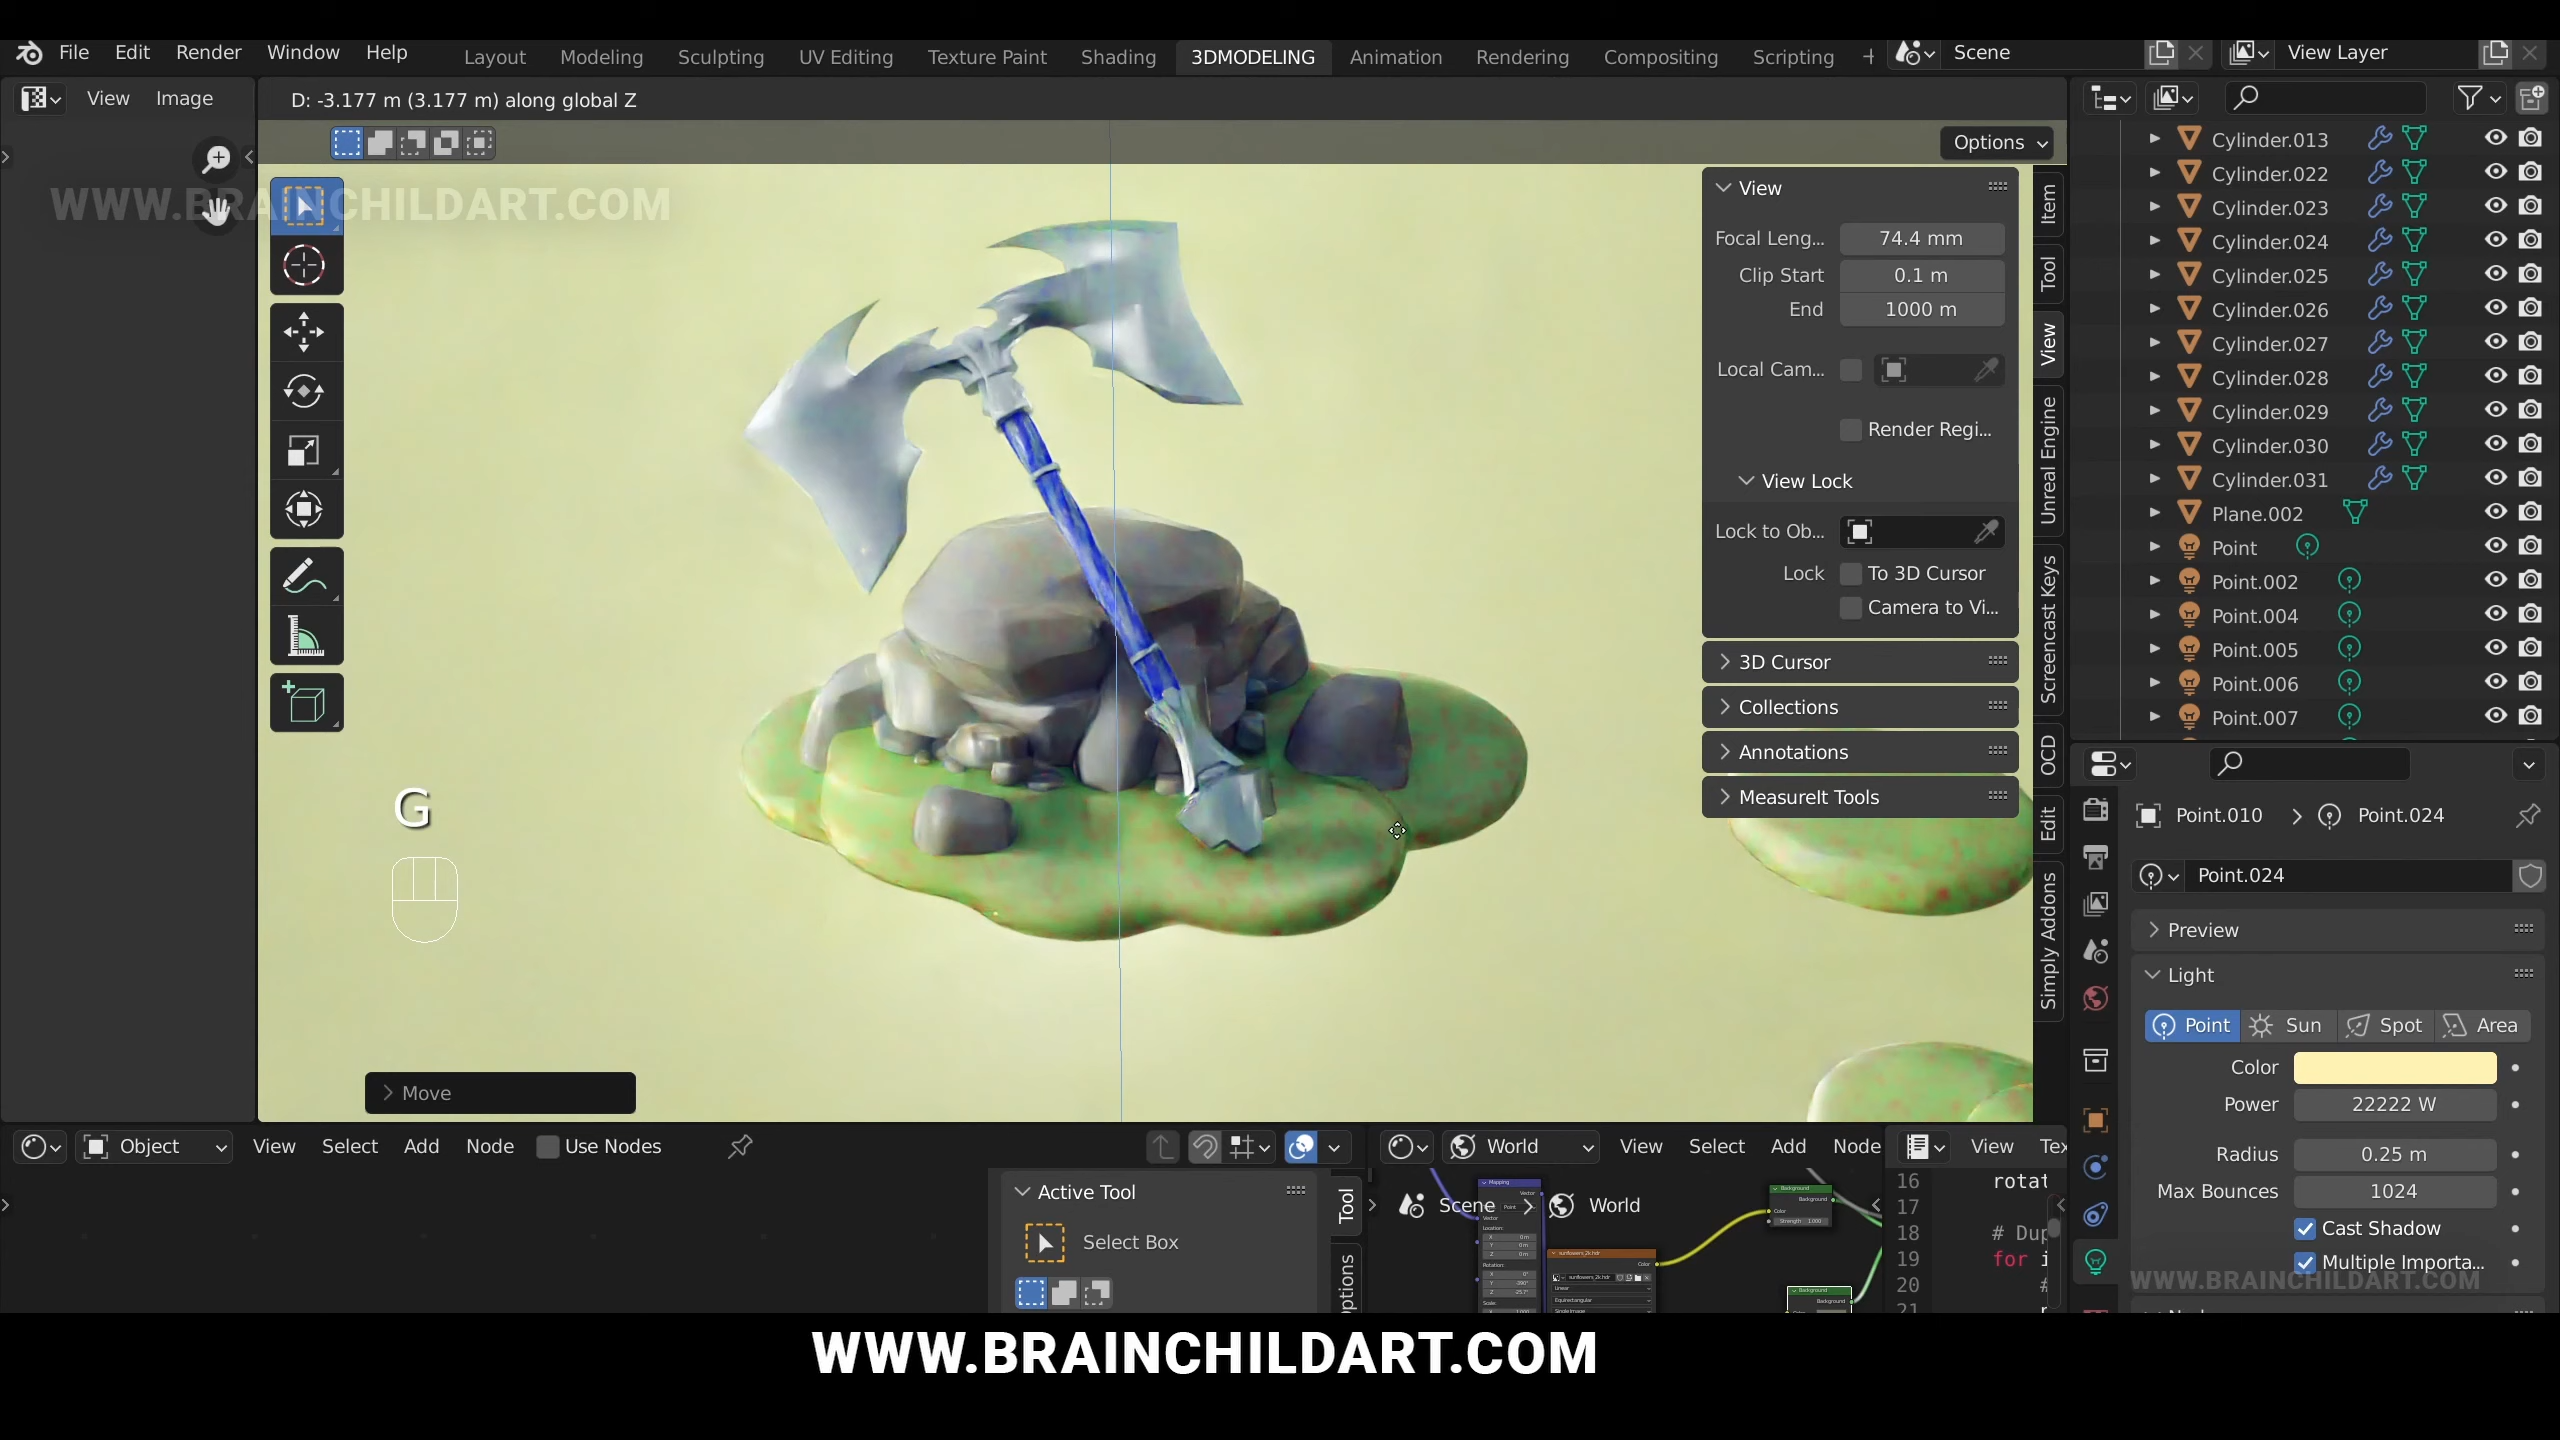 File Edit Render Window Help
Layout Modeling Sculpting UV Editing Texture Paint Shading 3DMODELING Animation Rendering Compositing Scripting +
Scene
View Layer
View Image
D: -3.177 m (3.177 m) along global Z
Options
WWW.BRAINCHILDART.COM
View
Focal Leng... 74.4 mm
Clip Start 0.1 m
End 1000 m
Local Cam...
Render Regi...
View Lock
Lock to Ob...
Lock To 3D Cursor
Camera to Vi...
3D Cursor
Collections
Annotations
MeasureIt Tools
Item
Tool
View
Unreal Engine
Screencast Keys
OCD
Edit
Simply Addons
Cylinder.013
Cylinder.022
Cylinder.023
Cylinder.024
Cylinder.025
Cylinder.026
Cylinder.027
Cylinder.028
Cylinder.029
Cylinder.030
Cylinder.031
Plane.002
Point
Point.002
Point.004
Point.005
Point.006
Point.007
G
Move
Point.010 > Point.024
Point.024
Preview
Light
Point Sun Spot Area
Color
Power 22222 W
Radius 0.25 m
Max Bounces 1024
Cast Shadow
Multiple Importa...
WWW.BRAINCHILDART.COM
Object View Select Add Node Use Nodes
Active Tool
Select Box
Tool
Options
World View Select Add Node
Scene > World
Mapping
Background
View Tex
16 rotat
17
18 # Dup
19 for i
20 #
21
WWW.BRAINCHILDART.COM